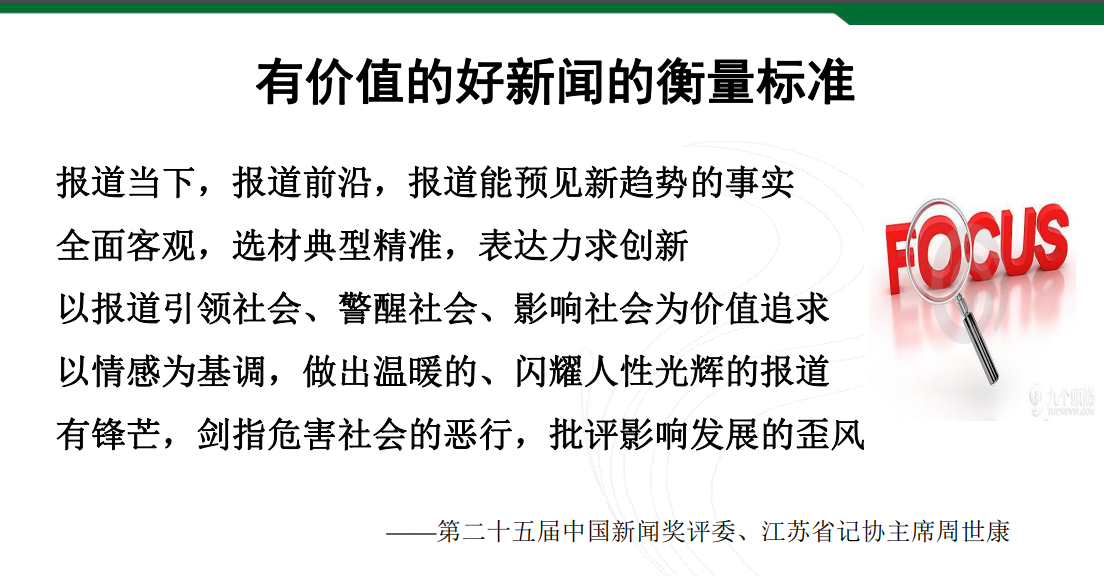 有价值的好新闻的衡量标准
报道当下，报道前沿，报道能预见新趋势的事实
全面客观，选材典型精准，表达力求创新
以报道引领社会、警醒社会、影响社会为价值追求
以情感为基调，做出温暖的、闪耀人性光辉的报道
有锋芒，剑指危害社会的恶行，批评影响发展的歪风
FOCUS
——第二十五届中国新闻奖评委、江苏省记协主席周世康